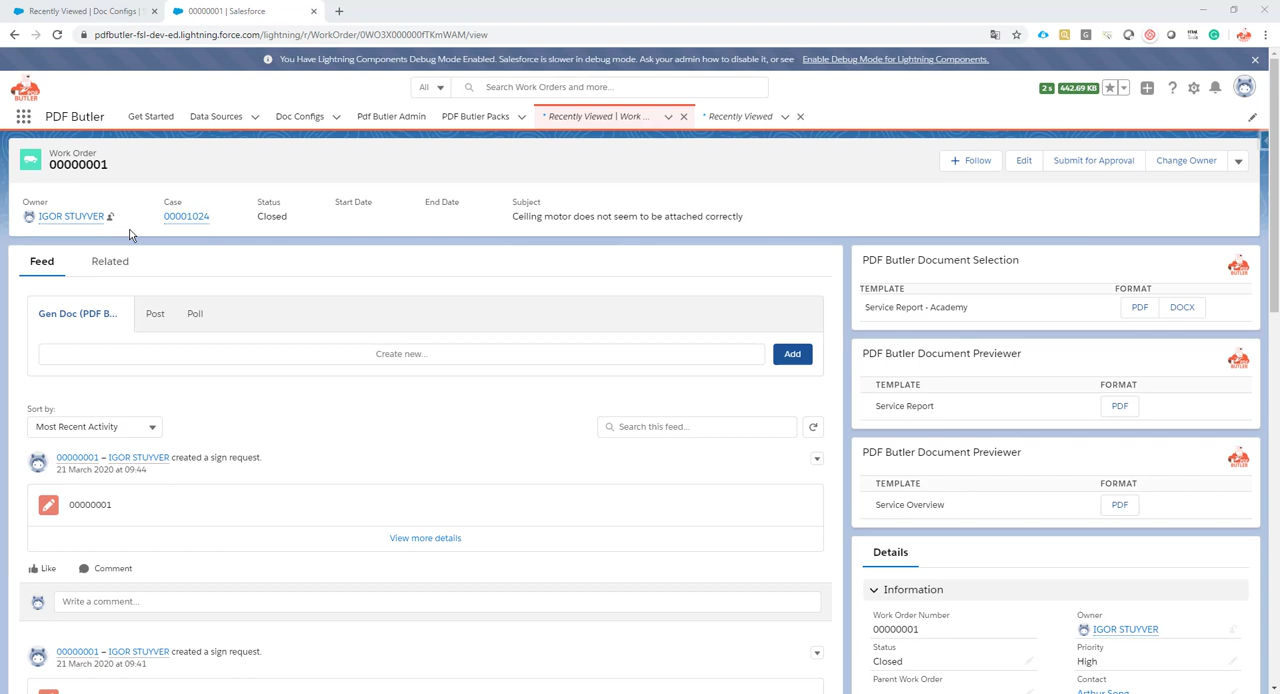 Recently Viewed | Doc Configs |
00000001 | Salesforce
pdfbutler-fsl-dev-ed.lightning.force.com/lightning/r/WorkOrder/0WO3X000000fTKmWAM/view
You Have Lightning Components Debug Mode Enabled. Salesforce is slower in debug mode. Ask your admin how to disable it, or see Enable Debug Mode for Lightning Components.
PDF BUTLER
All
Search Work Orders and more...
2 s 442.69 KB
PDF Butler
Get Started
Data Sources
Doc Configs
Pdf Butler Admin
PDF Butler Packs
* Recently Viewed | Work ...
* Recently Viewed
Work Order
00000001
Follow
Edit
Submit for Approval
Change Owner
Owner
IGOR STUYVER
Case
00001024
Status
Closed
Start Date
End Date
Subject
Ceiling motor does not seem to be attached correctly
Feed
Related
Gen Doc (PDF B...
Post
Poll
Create new...
Add
Sort by:
Most Recent Activity
Search this feed...
00000001 – IGOR STUYVER created a sign request.
21 March 2020 at 09:44
00000001
View more details
Like
Comment
Write a comment...
00000001 – IGOR STUYVER created a sign request.
21 March 2020 at 09:41
PDF Butler Document Selection
TEMPLATE FORMAT
Service Report - Academy PDF DOCX
PDF Butler Document Previewer
TEMPLATE FORMAT
Service Report PDF
PDF Butler Document Previewer
TEMPLATE FORMAT
Service Overview PDF
Details
Information
Work Order Number
00000001
Owner
IGOR STUYVER
Status
Closed
Priority
High
Parent Work Order
Contact
Arthur Song